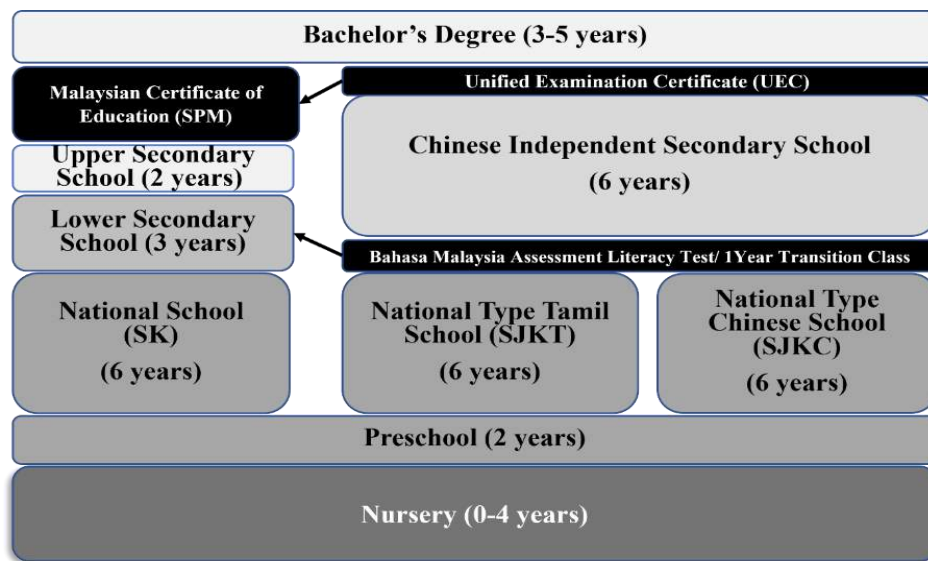 Bachelor's Degree (3-5 years)
Malaysian Certificate of
Education (SPM)
Unified Examination Certificate (UEC)
Chinese Independent Secondary School
(6 years)
Upper Secondary
School (2 years)
Lower Secondary
School (3 years)
Bahasa Malaysia Assessment Literacy Test/ 1Year Transition Class
National School
(SK)
(6 years)
National Type Tamil
School (SJKT)
(6 years)
National Type
Chinese School
(SJKC)
(6 years)
Preschool (2 years)
Nursery (0-4 years)